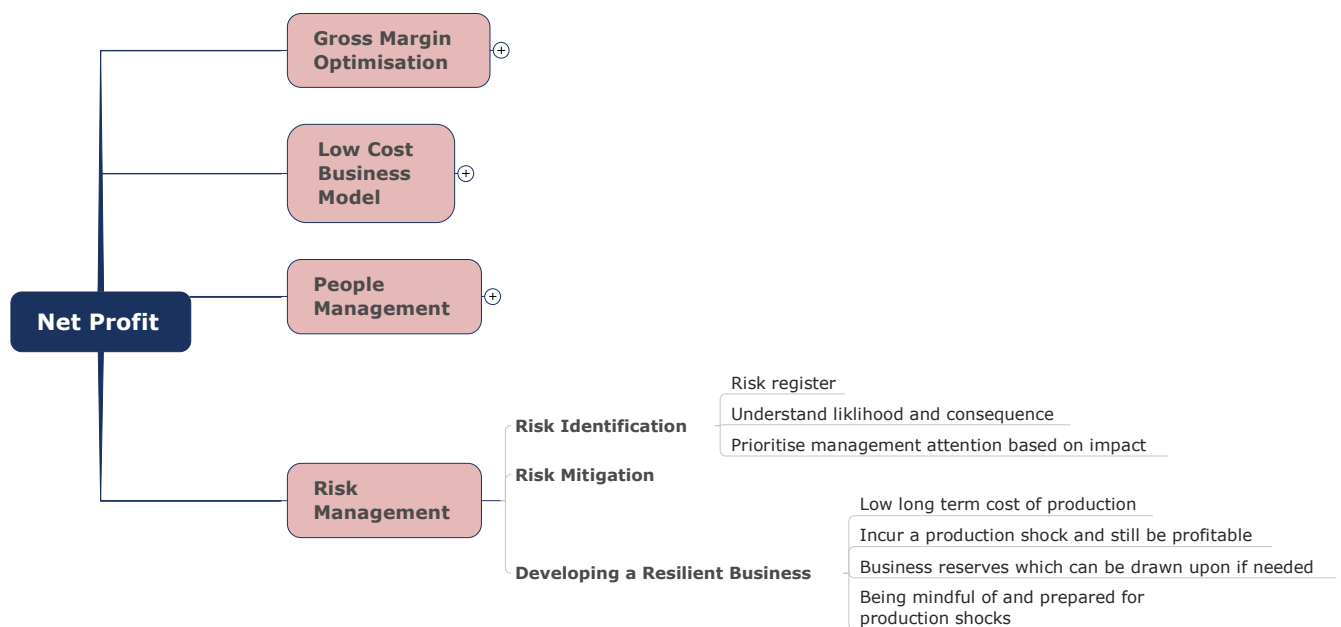 Gross Margin
Optimisation
Low Cost
Business
Model
People
Management
Net Profit
Risk
Management
Risk Identification
Risk register
Understand liklihood and consequence
Prioritise management attention based on impact
Risk Mitigation
Developing a Resilient Business
Low long term cost of production
Incur a production shock and still be profitable
Business reserves which can be drawn upon if needed
Being mindful of and prepared for
production shocks